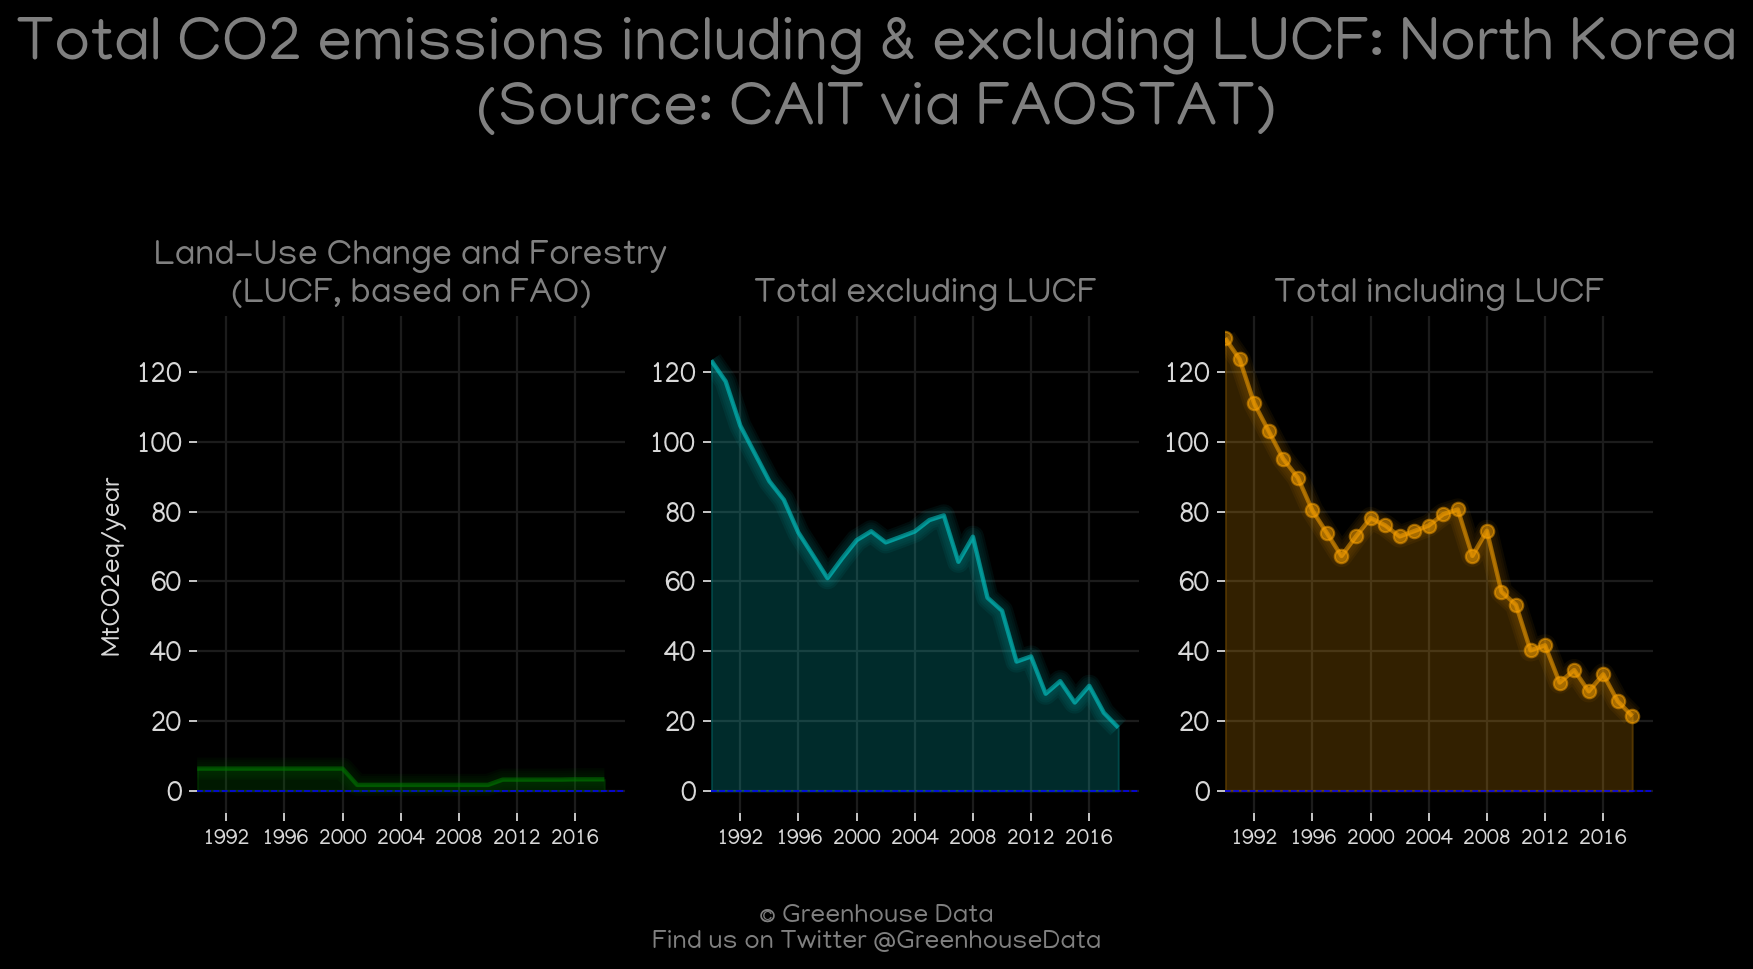 Total CO2 emissions including & excluding LUCF: North Korea
(Source: CAIT via FAOSTAT)
Land-Use Change and Forestry
(LUCF, based on FAO)
MtCO2eq/year
120
100
80
60
40
20
0
1992 1996 2000 2004 2008 2012 2016
Total excluding LUCF
120
100
80
60
40
20
0
1992 1996 2000 2004 2008 2012 2016
Total including LUCF
120
100
80
60
40
20
0
1992 1996 2000 2004 2008 2012 2016
© Greenhouse Data
Find us on Twitter @GreenhouseData